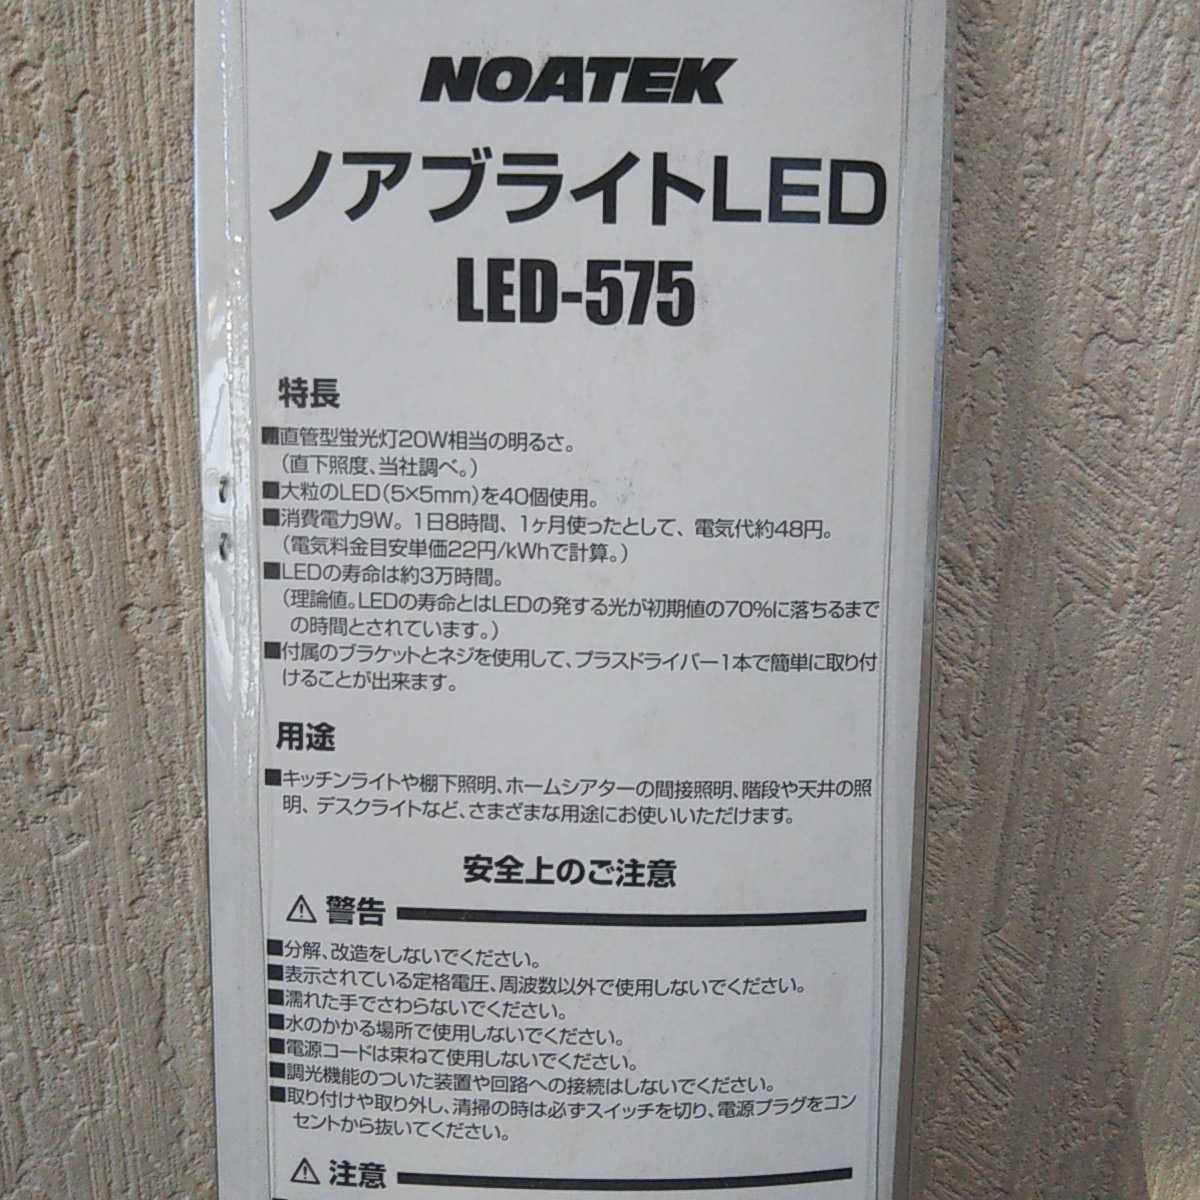 NOATEK
ノアブライトLED
LED-575
特長
■直管型蛍光灯20W相当の明るさ。
(直下照度、当社調べ。)
■大粒のLED(5×5mm)を40個使用。
■消費電力9W。1日8時間、1ヶ月使ったとして、電気代約48円。
(電気料金目安単価22円/kWhで計算。)
■LEDの寿命は約3万時間。
(理論値。LEDの寿命とはLEDの発する光が初期値の70%に落ちるまで
の時間とされています。)
■付属のブラケットとネジを使用して、プラスドライバー1本で簡単に取り付
けることが出来ます。
用途
■キッチンライトや棚下照明、ホームシアターの間接照明、階段や天井の照
明、デスクライトなど、さまざまな用途にお使いいただけます。
安全上のご注意
⚠ 警告
■分解、改造をしないでください。
■表示されている定格電圧、周波数以外で使用しないでください。
■濡れた手でさわらないでください。
■水のかかる場所で使用しないでください。
■電源コードは束ねて使用しないでください。
■調光機能のついた装置や回路への接続はしないでください。
■取り付けや取り外し、清掃の時は必ずスイッチを切り、電源プラグをコン
セントから抜いてください。
⚠ 注意